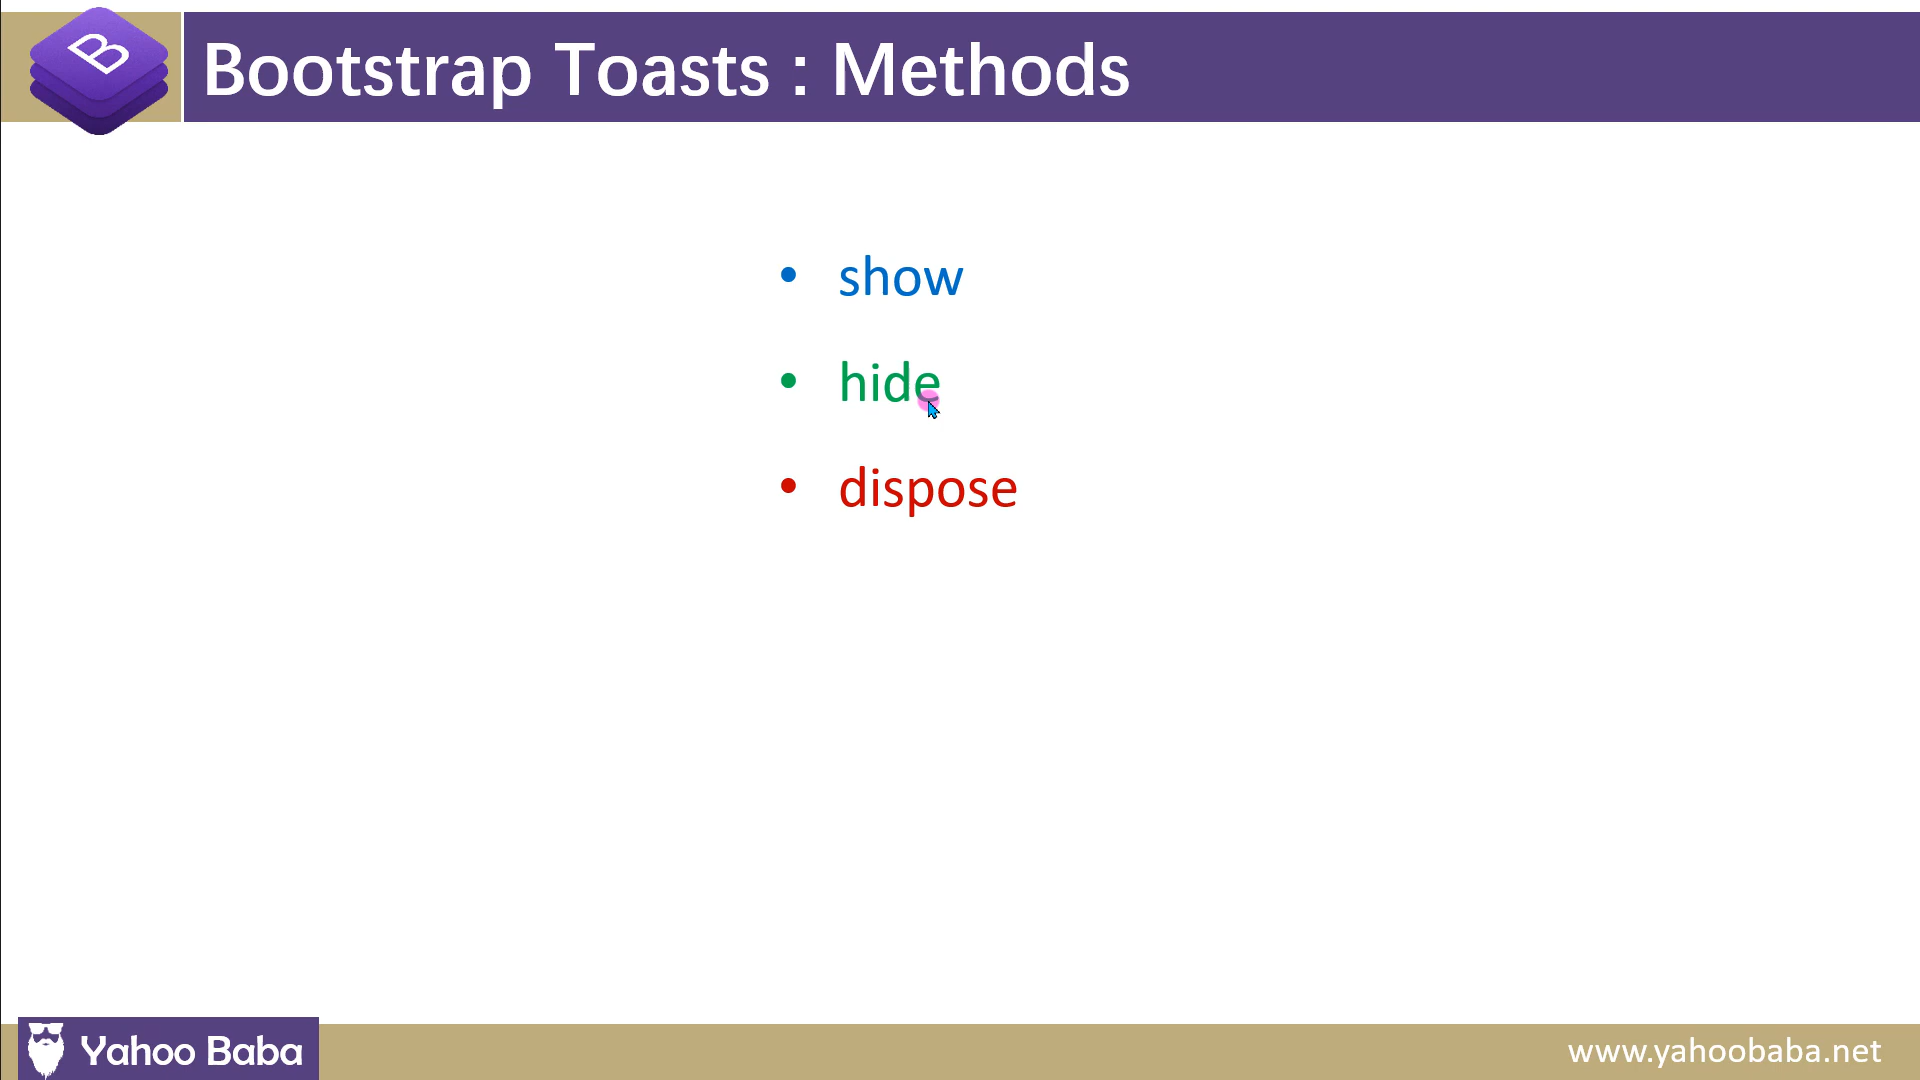 B
Bootstrap Toasts : Methods
• show
• hide
• dispose
Yahoo Baba
www.yahoobaba.net